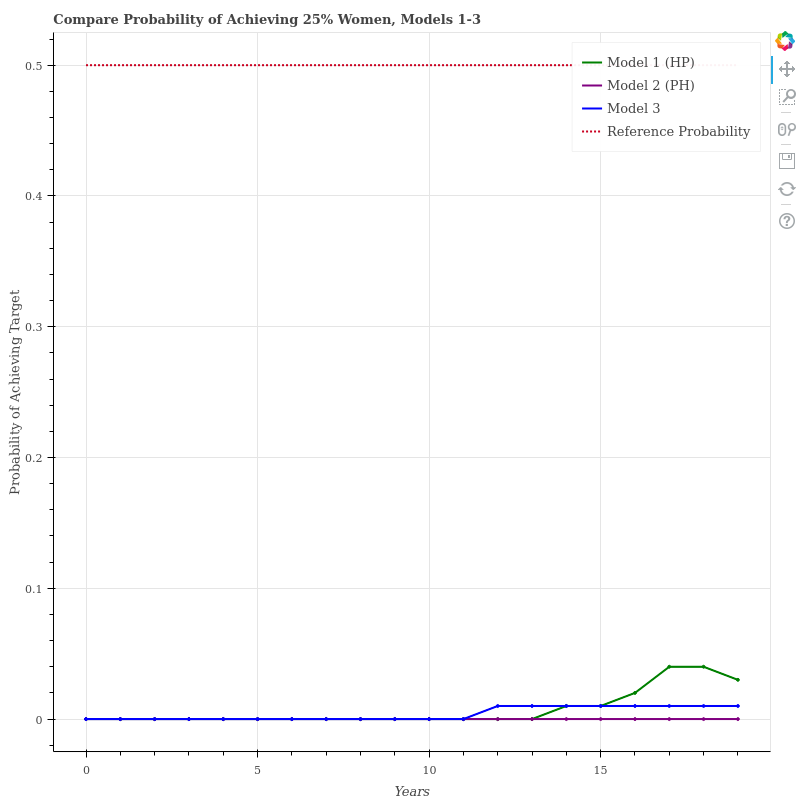 Compare Probability of Achieving 25% Women, Models 1-3
Model 1 (HP)
Model 2 (PH)
Model 3
Reference Probability
Probability of Achieving Target
0.5
0.4
0.3
0.2
0.1
0
0 5 10 15
Years
?